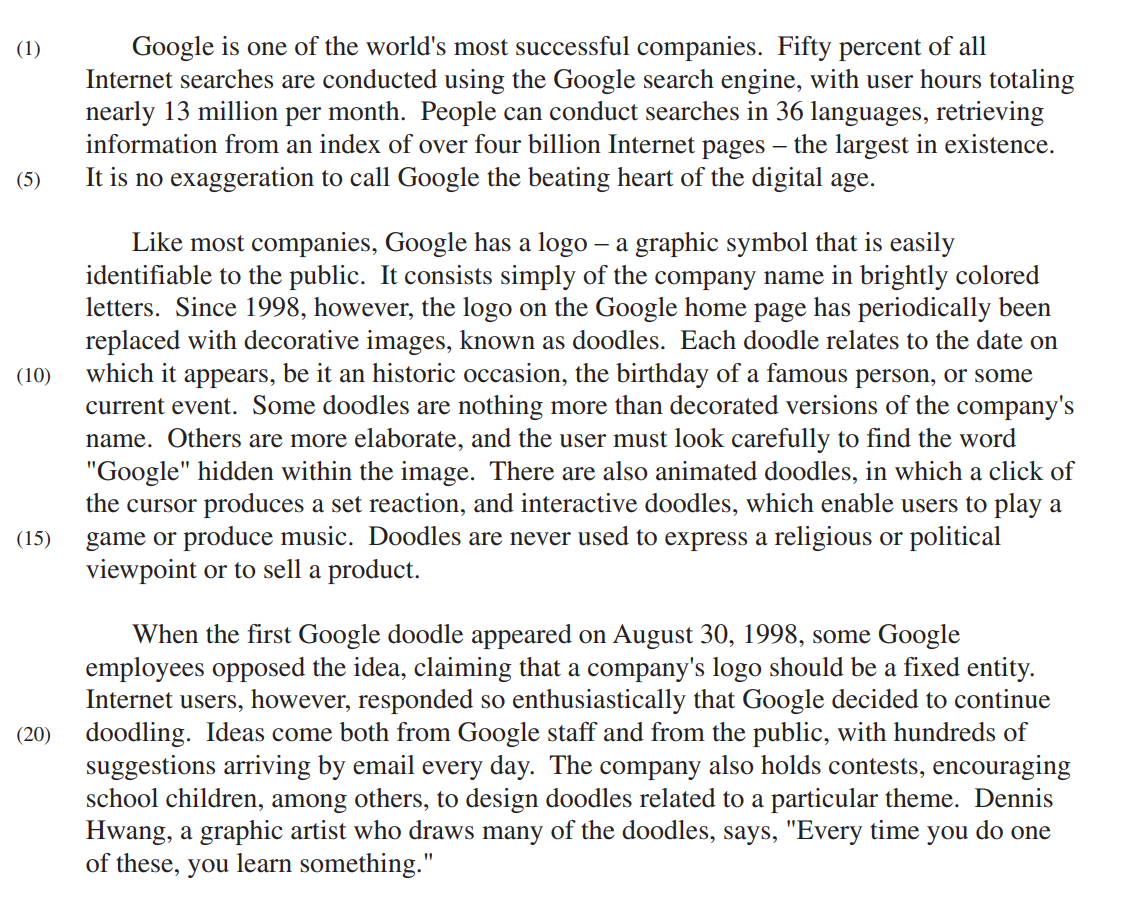 (1) Google is one of the world's most successful companies. Fifty percent of all
Internet searches are conducted using the Google search engine, with user hours totaling
nearly 13 million per month. People can conduct searches in 36 languages, retrieving
information from an index of over four billion Internet pages – the largest in existence.
(5) It is no exaggeration to call Google the beating heart of the digital age.
Like most companies, Google has a logo – a graphic symbol that is easily
identifiable to the public. It consists simply of the company name in brightly colored
letters. Since 1998, however, the logo on the Google home page has periodically been
replaced with decorative images, known as doodles. Each doodle relates to the date on
(10) which it appears, be it an historic occasion, the birthday of a famous person, or some
current event. Some doodles are nothing more than decorated versions of the company's
name. Others are more elaborate, and the user must look carefully to find the word
"Google" hidden within the image. There are also animated doodles, in which a click of
the cursor produces a set reaction, and interactive doodles, which enable users to play a
(15) game or produce music. Doodles are never used to express a religious or political
viewpoint or to sell a product.
When the first Google doodle appeared on August 30, 1998, some Google
employees opposed the idea, claiming that a company's logo should be a fixed entity.
Internet users, however, responded so enthusiastically that Google decided to continue
(20) doodling. Ideas come both from Google staff and from the public, with hundreds of
suggestions arriving by email every day. The company also holds contests, encouraging
school children, among others, to design doodles related to a particular theme. Dennis
Hwang, a graphic artist who draws many of the doodles, says, "Every time you do one
of these, you learn something."